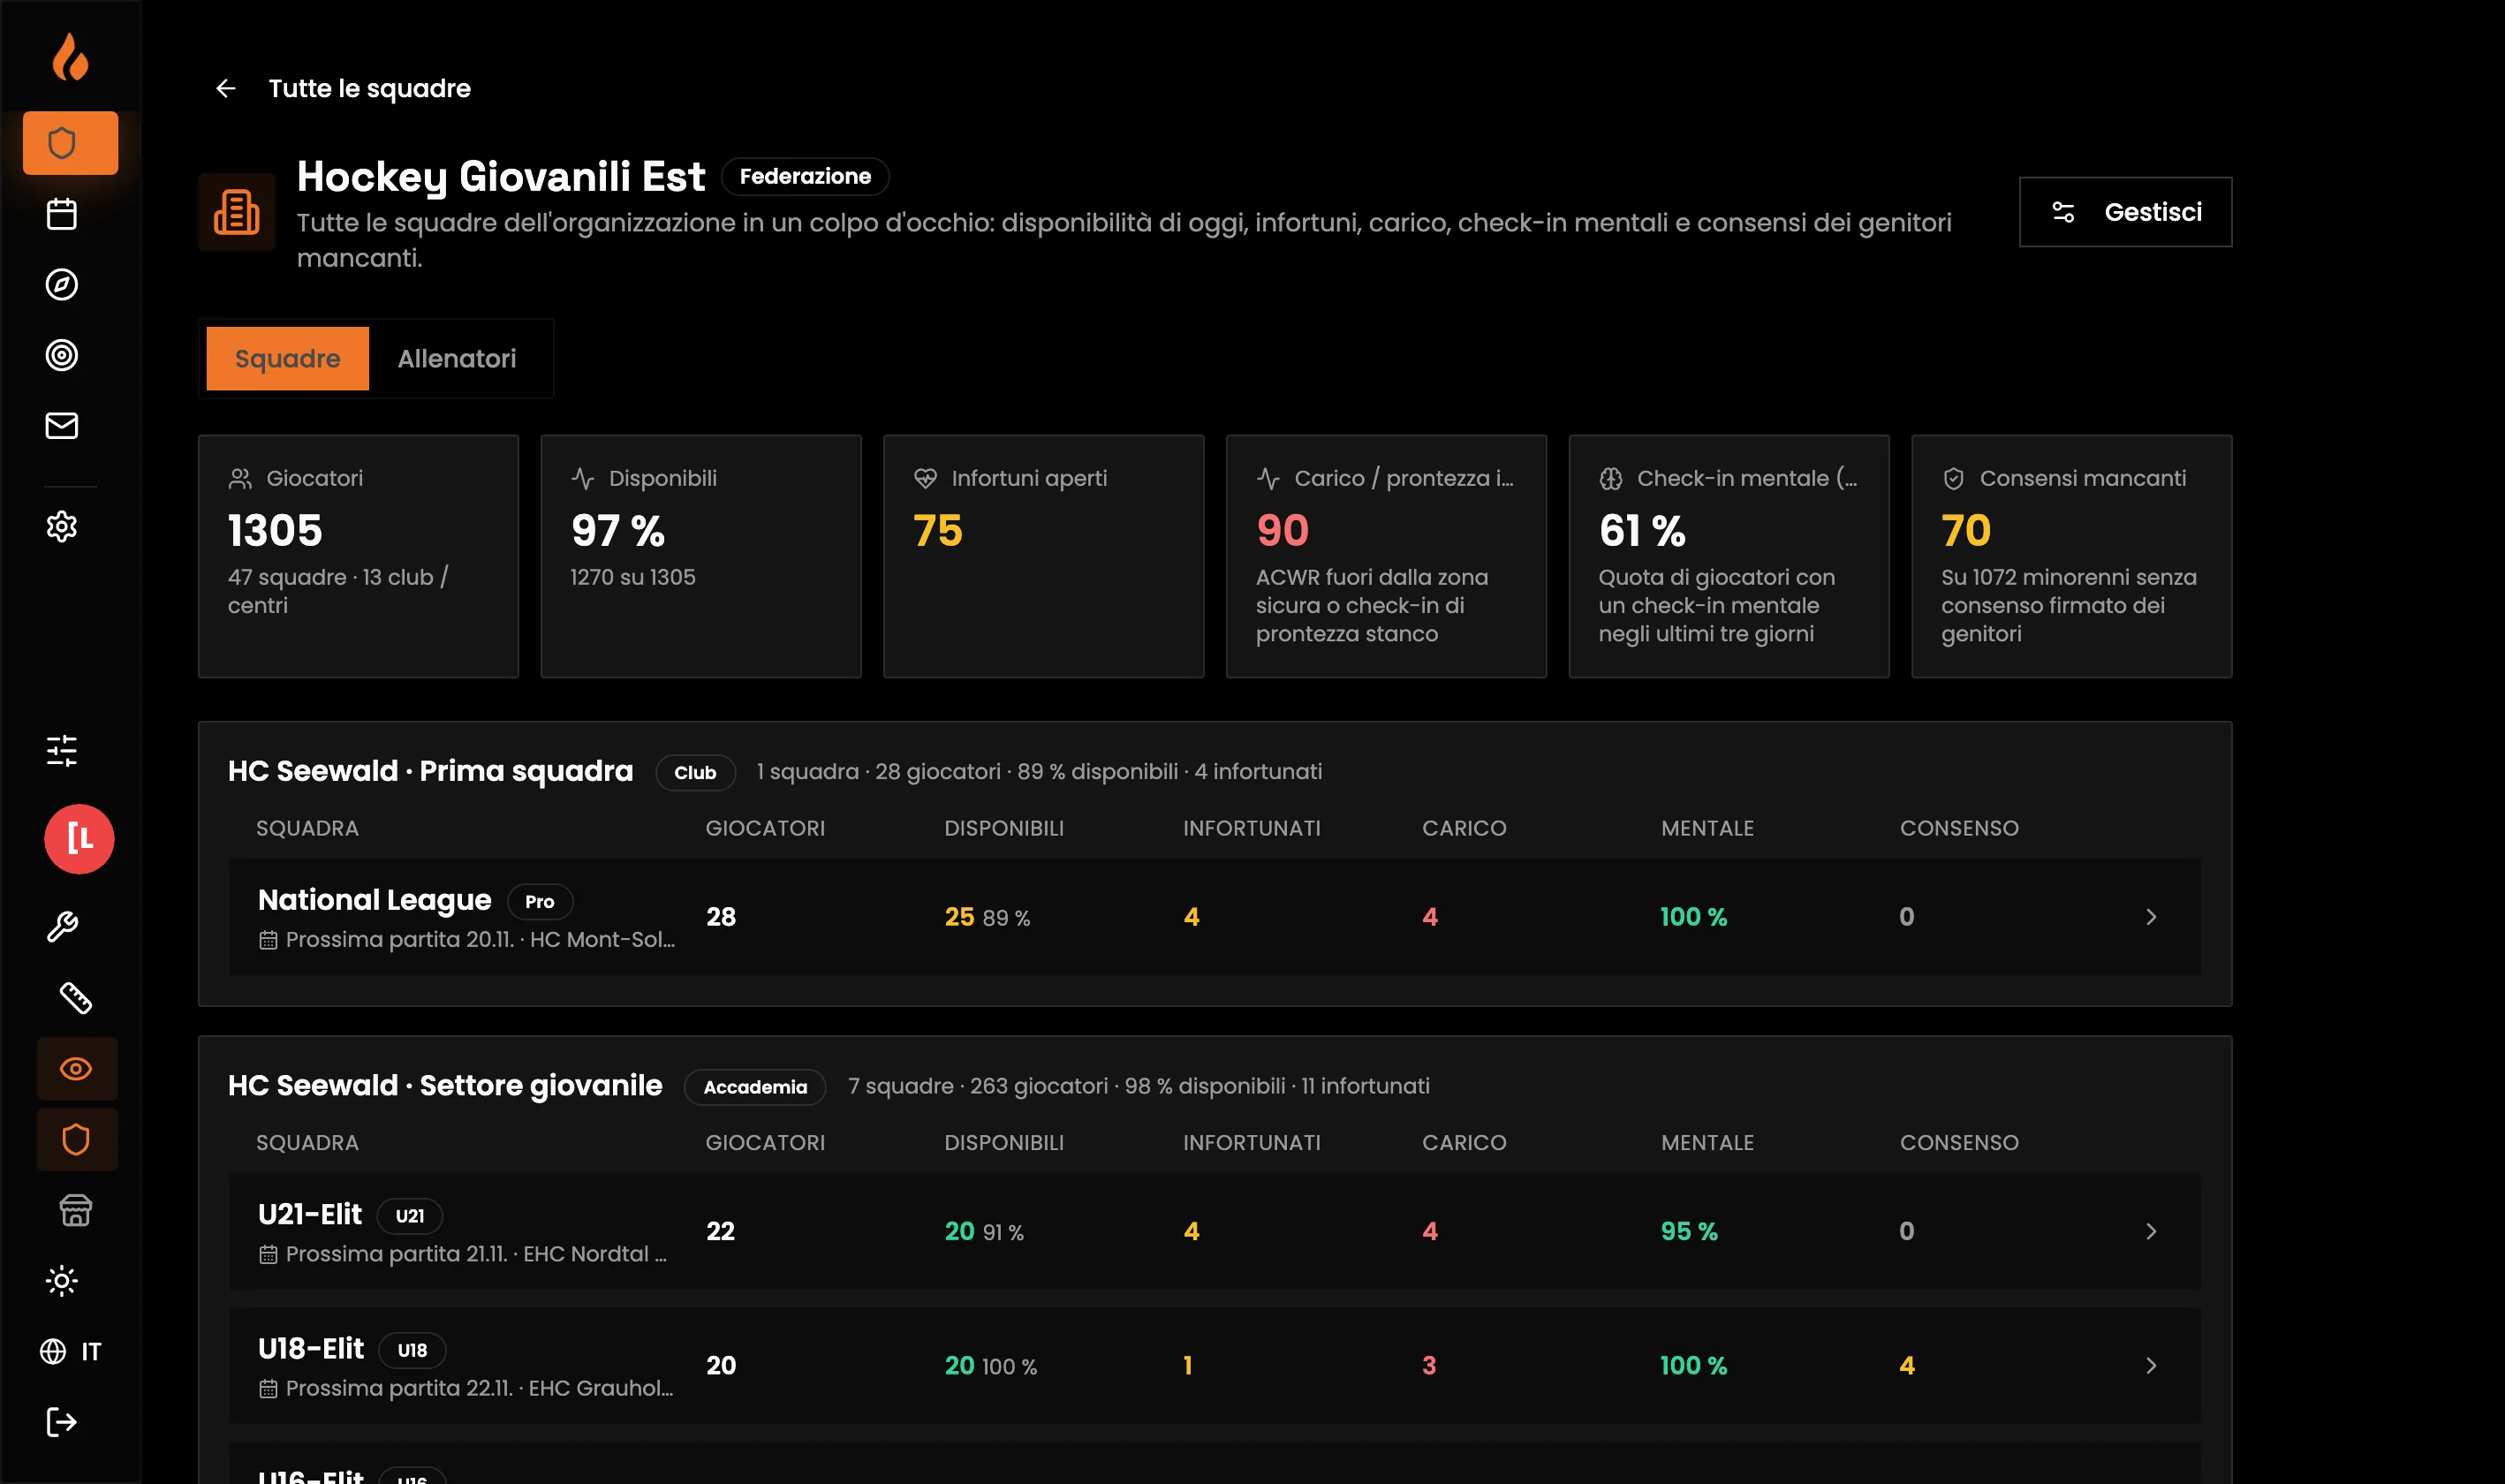 Tutte le squadre
Hockey Giovanili Est
Federazione
Tutte le squadre dell'organizzazione in un colpo d'occhio: disponibilità di oggi, infortuni, carico, check-in mentali e consensi dei genitori
mancanti.
Gestisci
Squadre
Allenatori
Giocatori
1305
47 squadre · 13 club /
centri
Disponibili
97 %
1270 su 1305
Infortuni aperti
75
Carico / prontezza i...
90
ACWR fuori dalla zona
sicura o check-in di
prontezza stanco
Check-in mentale (...
61 %
Quota di giocatori con
un check-in mentale
negli ultimi tre giorni
Consensi mancanti
70
Su 1072 minorenni senza
consenso firmato dei
genitori
HC Seewald · Prima squadra Club 1 squadra · 28 giocatori · 89 % disponibili · 4 infortunati
SQUADRA GIOCATORI DISPONIBILI INFORTUNATI CARICO MENTALE CONSENSO
National League Pro
Prossima partita 20.11. · HC Mont-Sol...
28 25 89 % 4 4 100 % 0
HC Seewald · Settore giovanile Accademia 7 squadre · 263 giocatori · 98 % disponibili · 11 infortunati
SQUADRA GIOCATORI DISPONIBILI INFORTUNATI CARICO MENTALE CONSENSO
U21-Elit U21
Prossima partita 21.11. · EHC Nordtal ...
22 20 91 % 4 4 95 % 0
U18-Elit U18
Prossima partita 22.11. · EHC Grauhol...
20 20 100 % 1 3 100 % 4
U16-Elit U16
[L
IT